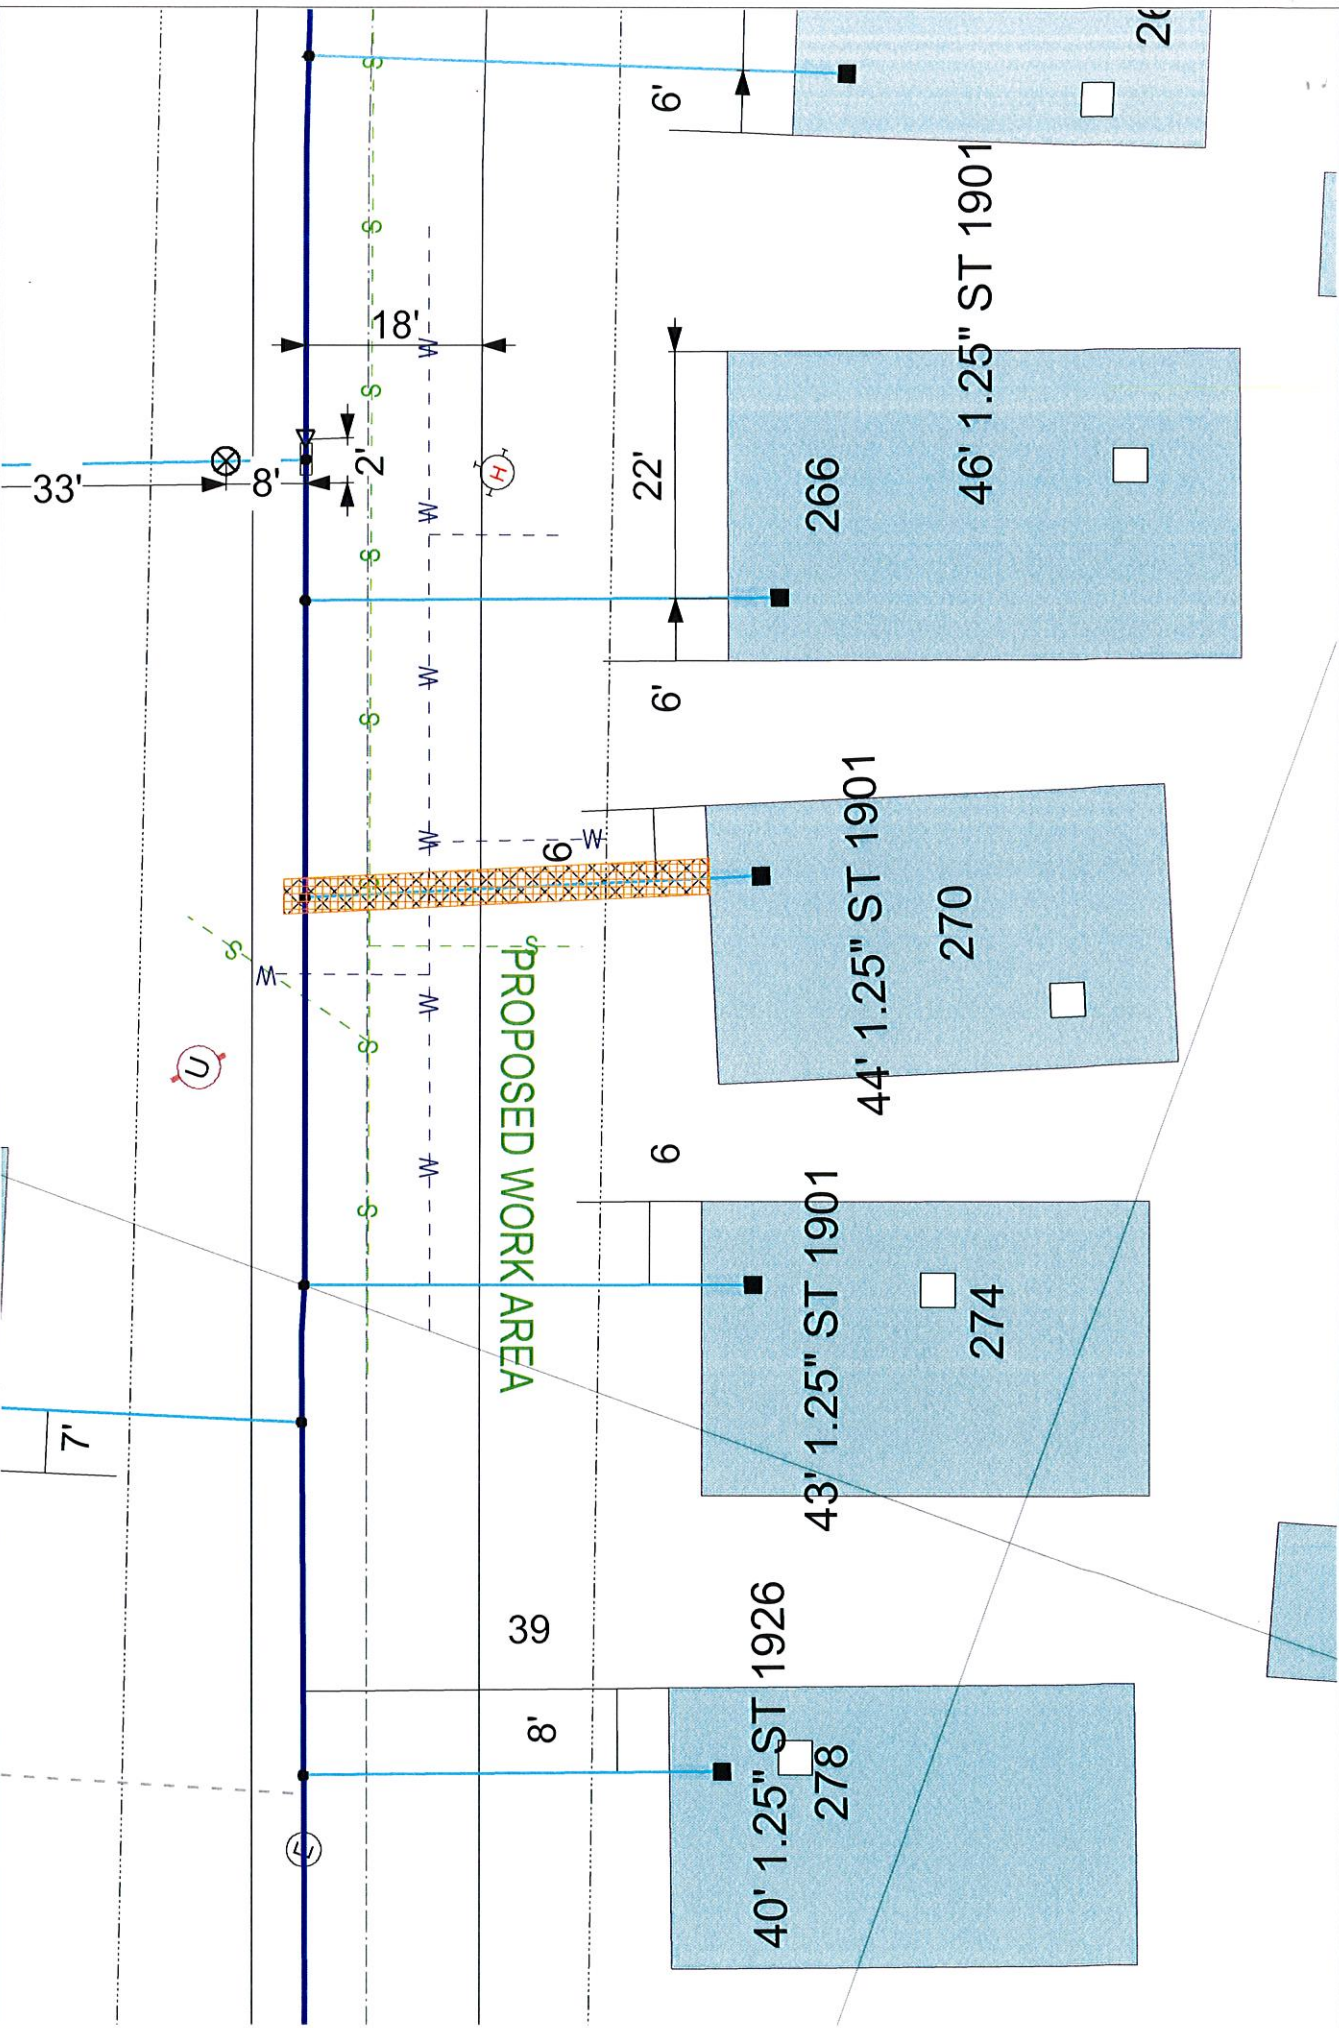 26
6'
46' 1.25" ST 1901
S
S
18'
W
S
33'
8'
2'
H
W
S
22'
266
6'
W
S
W
W
6
44' 1.25" ST 1901
270
S
W
S
W
U
S
PROPOSED WORK AREA
W
S
6
43' 1.25" ST 1901
274
7'
39
8'
40' 1.25" ST 1926
278
E